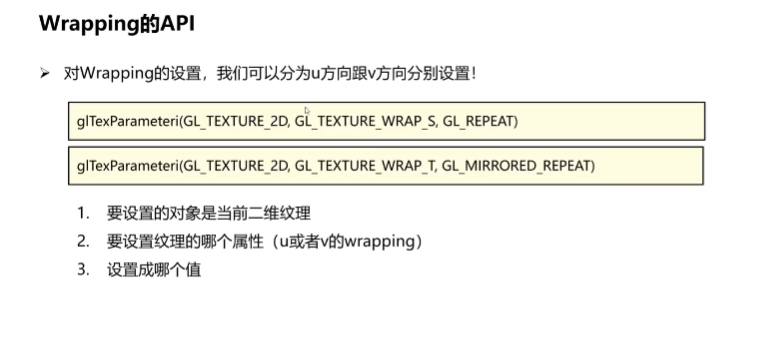 Wrapping的API
➢ 对Wrapping的设置，我们可以分为u方向跟v方向分别设置！
glTexParameteri(GL_TEXTURE_2D, GL_TEXTURE_WRAP_S, GL_REPEAT)
glTexParameteri(GL_TEXTURE_2D, GL_TEXTURE_WRAP_T, GL_MIRRORED_REPEAT)
1. 要设置的对象是当前二维纹理
2. 要设置纹理的哪个属性（u或者v的wrapping）
3. 设置成哪个值